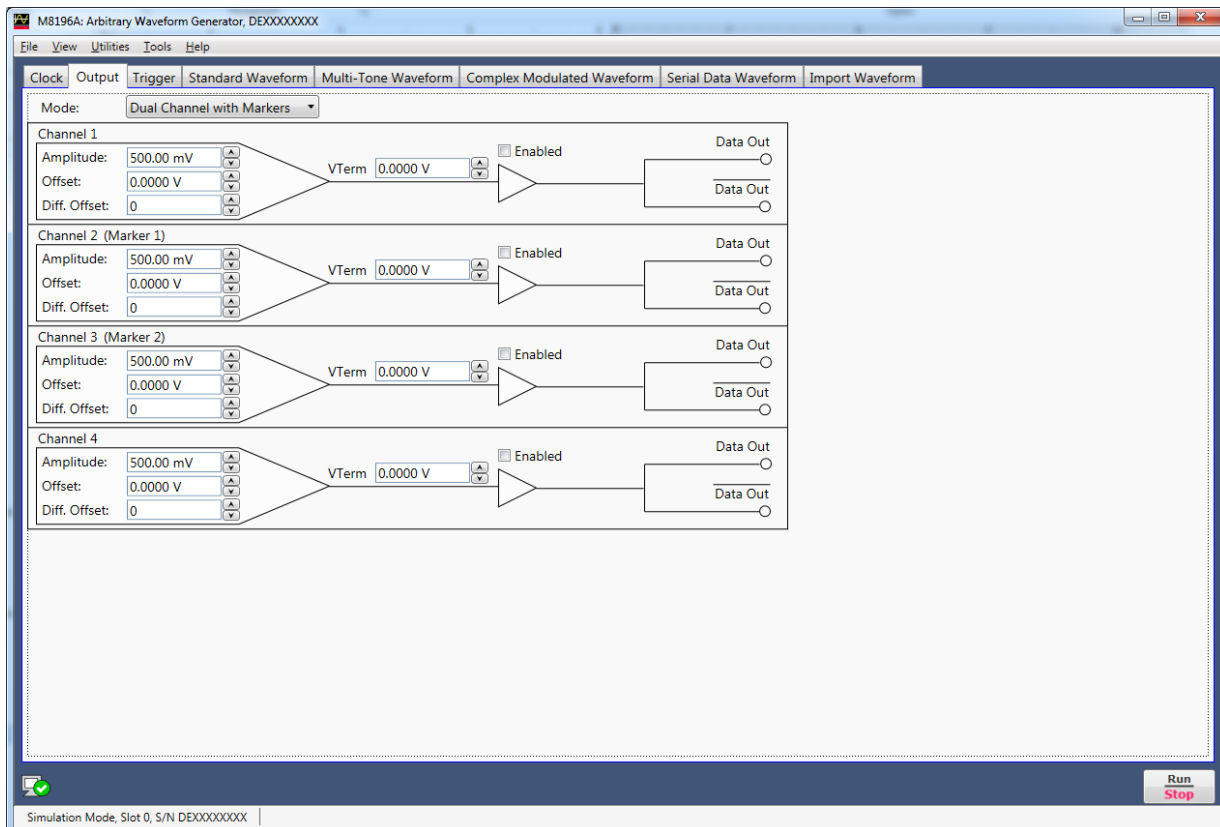 M8196A: Arbitrary Waveform Generator, DEXXXXXXXX
File View Utilities Tools Help
Clock Output Trigger Standard Waveform Multi-Tone Waveform Complex Modulated Waveform Serial Data Waveform Import Waveform
Mode: Dual Channel with Markers
Channel 1
Amplitude: 500.00 mV
Offset: 0.0000 V
Diff. Offset: 0
VTerm 0.0000 V
Enabled
Data Out
Data Out
Channel 2 (Marker 1)
Amplitude: 500.00 mV
Offset: 0.0000 V
Diff. Offset: 0
VTerm 0.0000 V
Enabled
Data Out
Data Out
Channel 3 (Marker 2)
Amplitude: 500.00 mV
Offset: 0.0000 V
Diff. Offset: 0
VTerm 0.0000 V
Enabled
Data Out
Data Out
Channel 4
Amplitude: 500.00 mV
Offset: 0.0000 V
Diff. Offset: 0
VTerm 0.0000 V
Enabled
Data Out
Data Out
Run
Stop
Simulation Mode, Slot 0, S/N DEXXXXXXXX